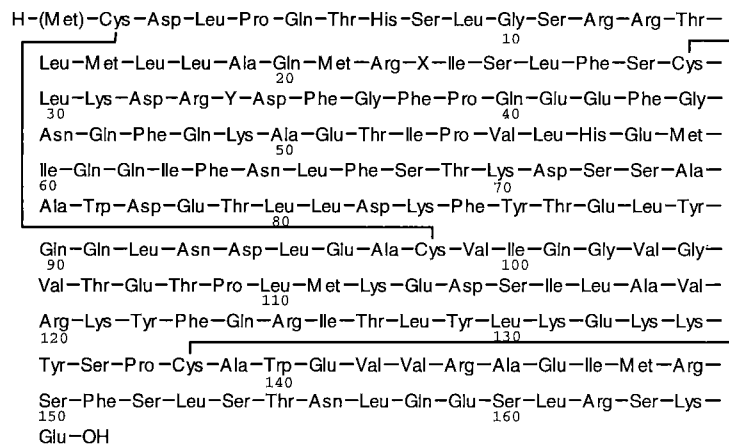 H–(Met)–Cys–Asp–Leu–Pro–Gln–Thr–His–Ser–Leu–Gly–Ser–Arg–Arg–Thr–
10
Leu–Met–Leu–Leu–Ala–Gln–Met–Arg–X–Ile–Ser–Leu–Phe–Ser–Cys–
20
Leu–Lys–Asp–Arg–Y–Asp–Phe–Gly–Phe–Pro–Gln–Glu–Glu–Phe–Gly–
30 40
Asn–Gln–Phe–Gln–Lys–Ala–Glu–Thr–Ile–Pro–Val–Leu–His–Glu–Met–
50
Ile–Gln–Gln–Ile–Phe–Asn–Leu–Phe–Ser–Thr–Lys–Asp–Ser–Ser–Ala–
60 70
Ala–Trp–Asp–Glu–Thr–Leu–Leu–Asp–Lys–Phe–Tyr–Thr–Glu–Leu–Tyr–
80
Gln–Gln–Leu–Asn–Asp–Leu–Glu–Ala–Cys–Val–Ile–Gln–Gly–Val–Gly–
90 100
Val–Thr–Glu–Thr–Pro–Leu–Met–Lys–Glu–Asp–Ser–Ile–Leu–Ala–Val–
110
Arg–Lys–Tyr–Phe–Gln–Arg–Ile–Thr–Leu–Tyr–Leu–Lys–Glu–Lys–Lys–
120 130
Tyr–Ser–Pro–Cys–Ala–Trp–Glu–Val–Val–Arg–Ala–Glu–Ile–Met–Arg–
140
Ser–Phe–Ser–Leu–Ser–Thr–Asn–Leu–Gln–Glu–Ser–Leu–Arg–Ser–Lys–
150 160
Glu–OH